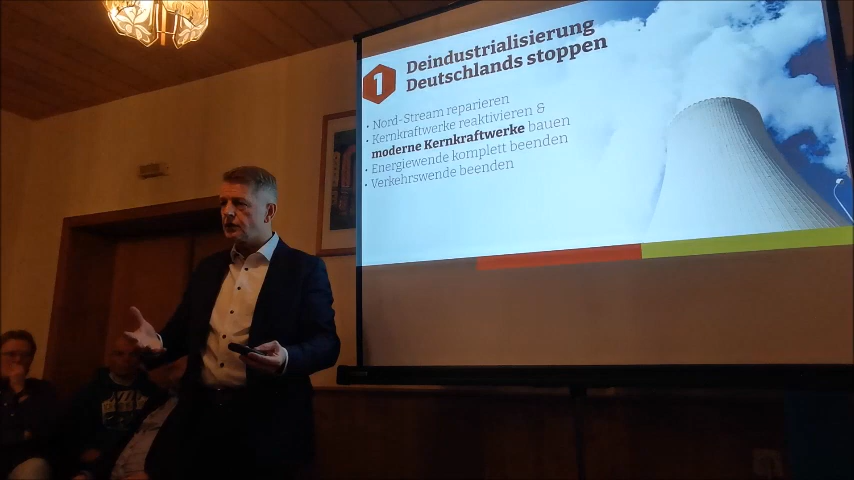 1
Deindustrialisierung
Deutschlands stoppen
• Nord-Stream reparieren
• Kernkraftwerke reaktivieren &
moderne Kernkraftwerke bauen
• Energiewende komplett beenden
• Verkehrswende beenden